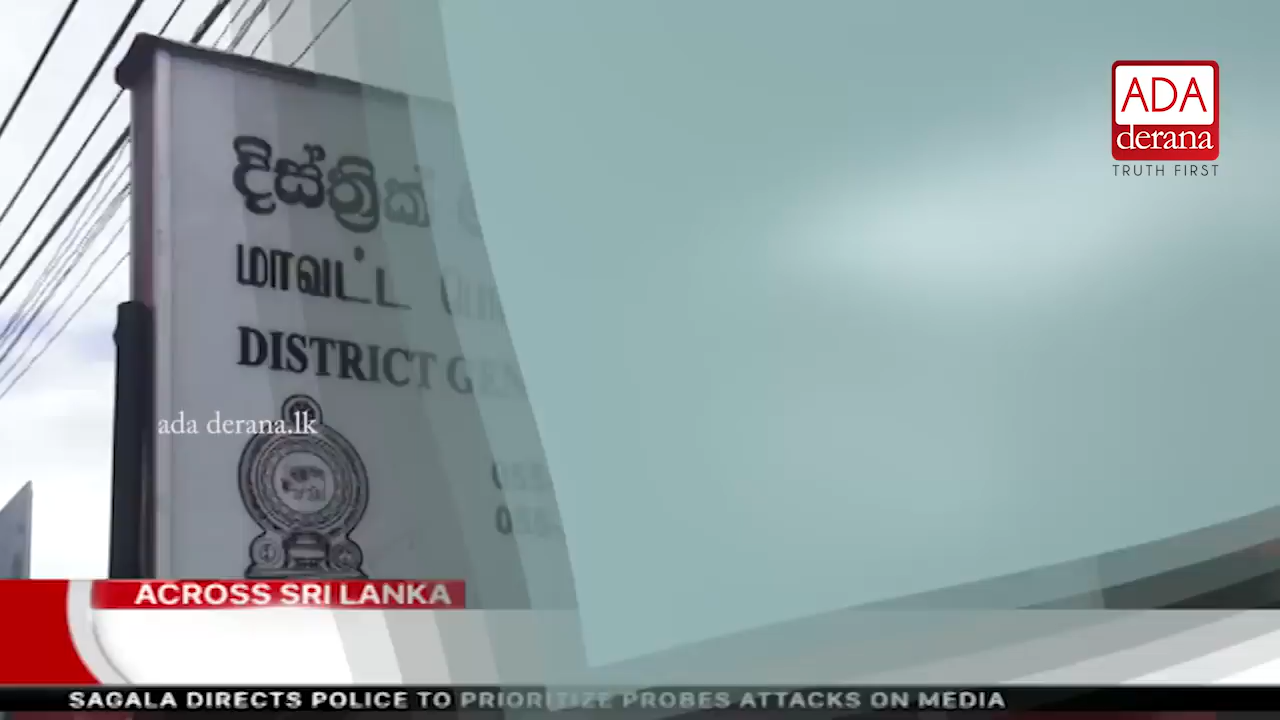 ADA
derana
TRUTH FIRST
දිස්ත්‍රික්
மாவட்ட
DISTRICT
ada derana.lk
ACROSS SRI LANKA
SAGALA DIRECTS POLICE TO PRIORITIZE PROBES ATTACKS ON MEDIA